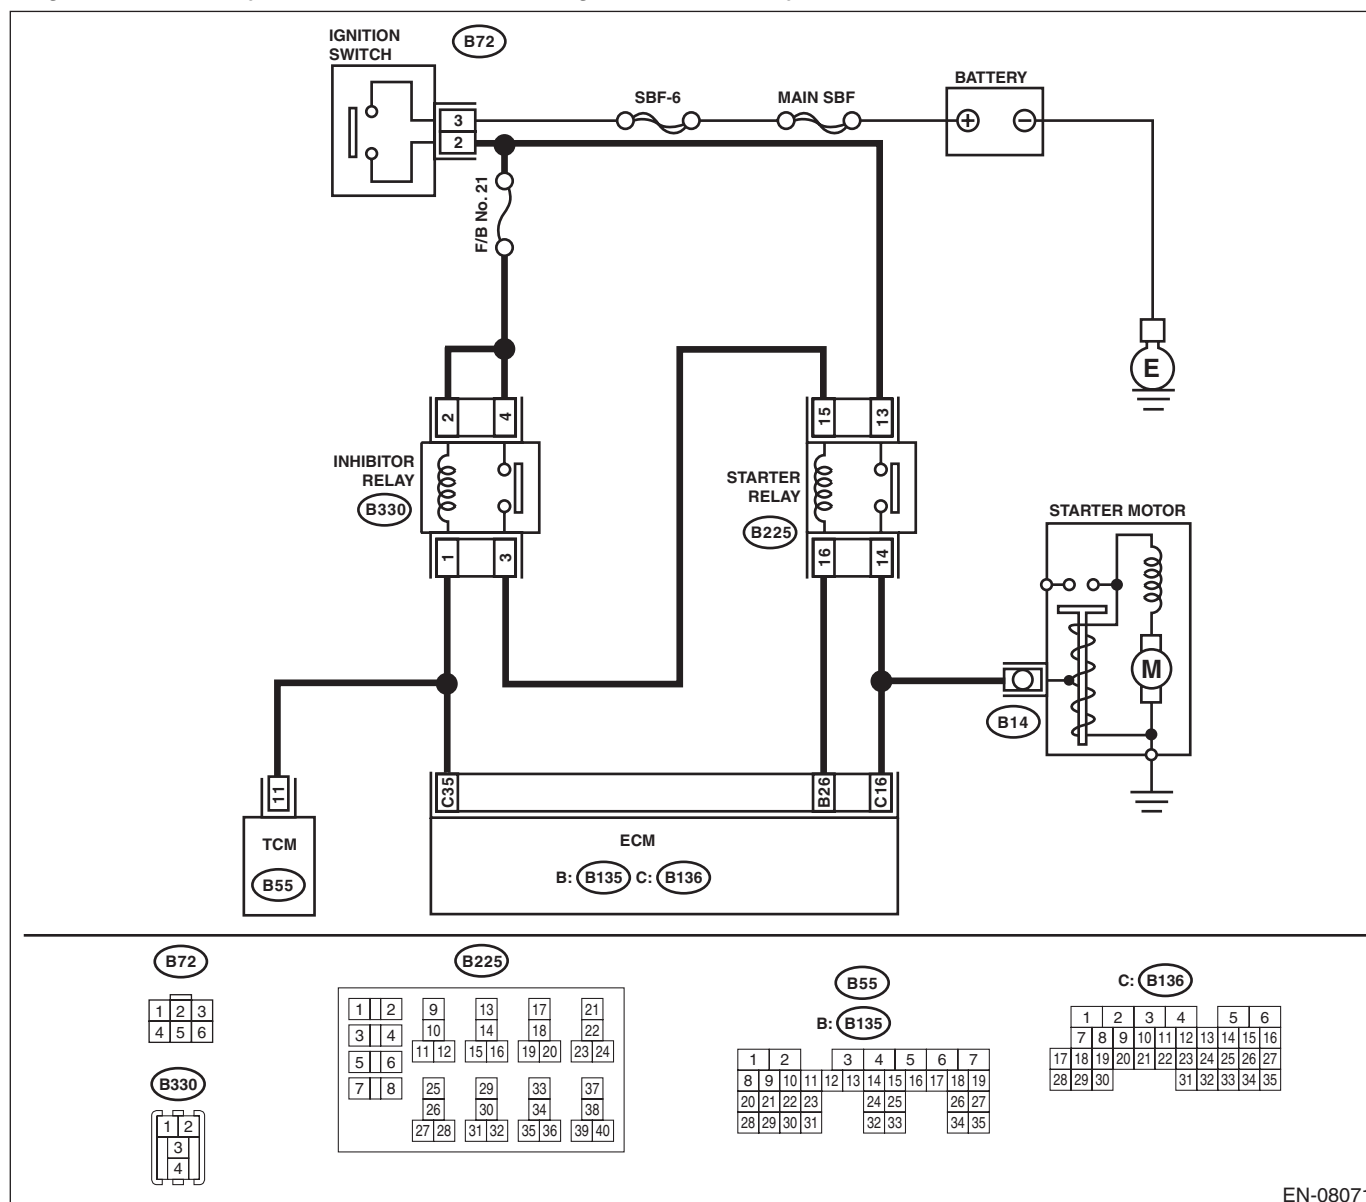 IGNITION
SWITCH
B72
3
2
SBF-6
MAIN SBF
BATTERY
F/B No. 21
E
2
4
INHIBITOR
RELAY
B330
1
3
15
13
STARTER
RELAY
B225
16
14
STARTER MOTOR
M
B14
11
TCM
B55
C35
B26
C16
ECM
B: B135 C: B136
B72
1 2 3
4 5 6
B330
1 2
3
4
B225
1 2 9 13 17 21
3 4 10 14 18 22
11 12 15 16 19 20 23 24
5 6
7 8 25 29 33 37
26 30 34 38
27 28 31 32 35 36 39 40
B55
B: B135
1 2 3 4 5 6 7
8 9 10 11 12 13 14 15 16 17 18 19
20 21 22 23 24 25 26 27
28 29 30 31 32 33 34 35
C: B136
1 2 3 4 5 6
7 8 9 10 11 12 13 14 15 16
17 18 19 20 21 22 23 24 25 26 27
28 29 30 31 32 33 34 35